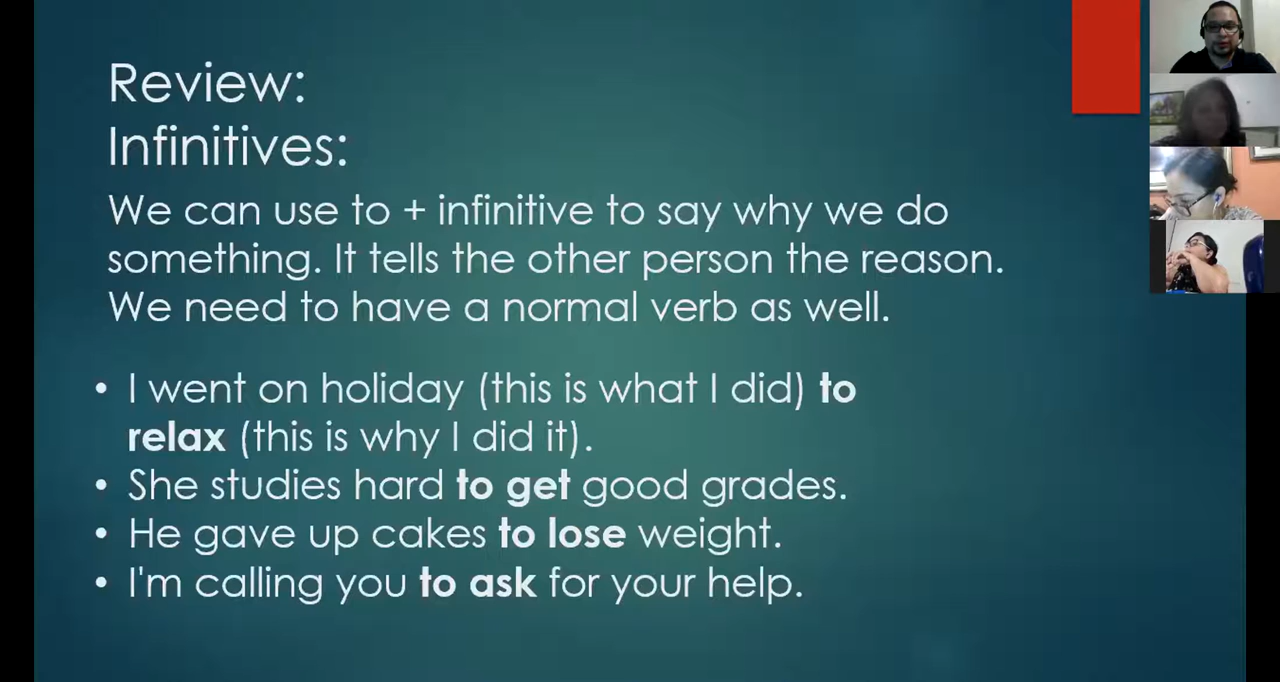 Review:
Infinitives:
We can use to + infinitive to say why we do
something. It tells the other person the reason.
We need to have a normal verb as well.
• I went on holiday (this is what I did) to
relax (this is why I did it).
• She studies hard to get good grades.
• He gave up cakes to lose weight.
• I'm calling you to ask for your help.